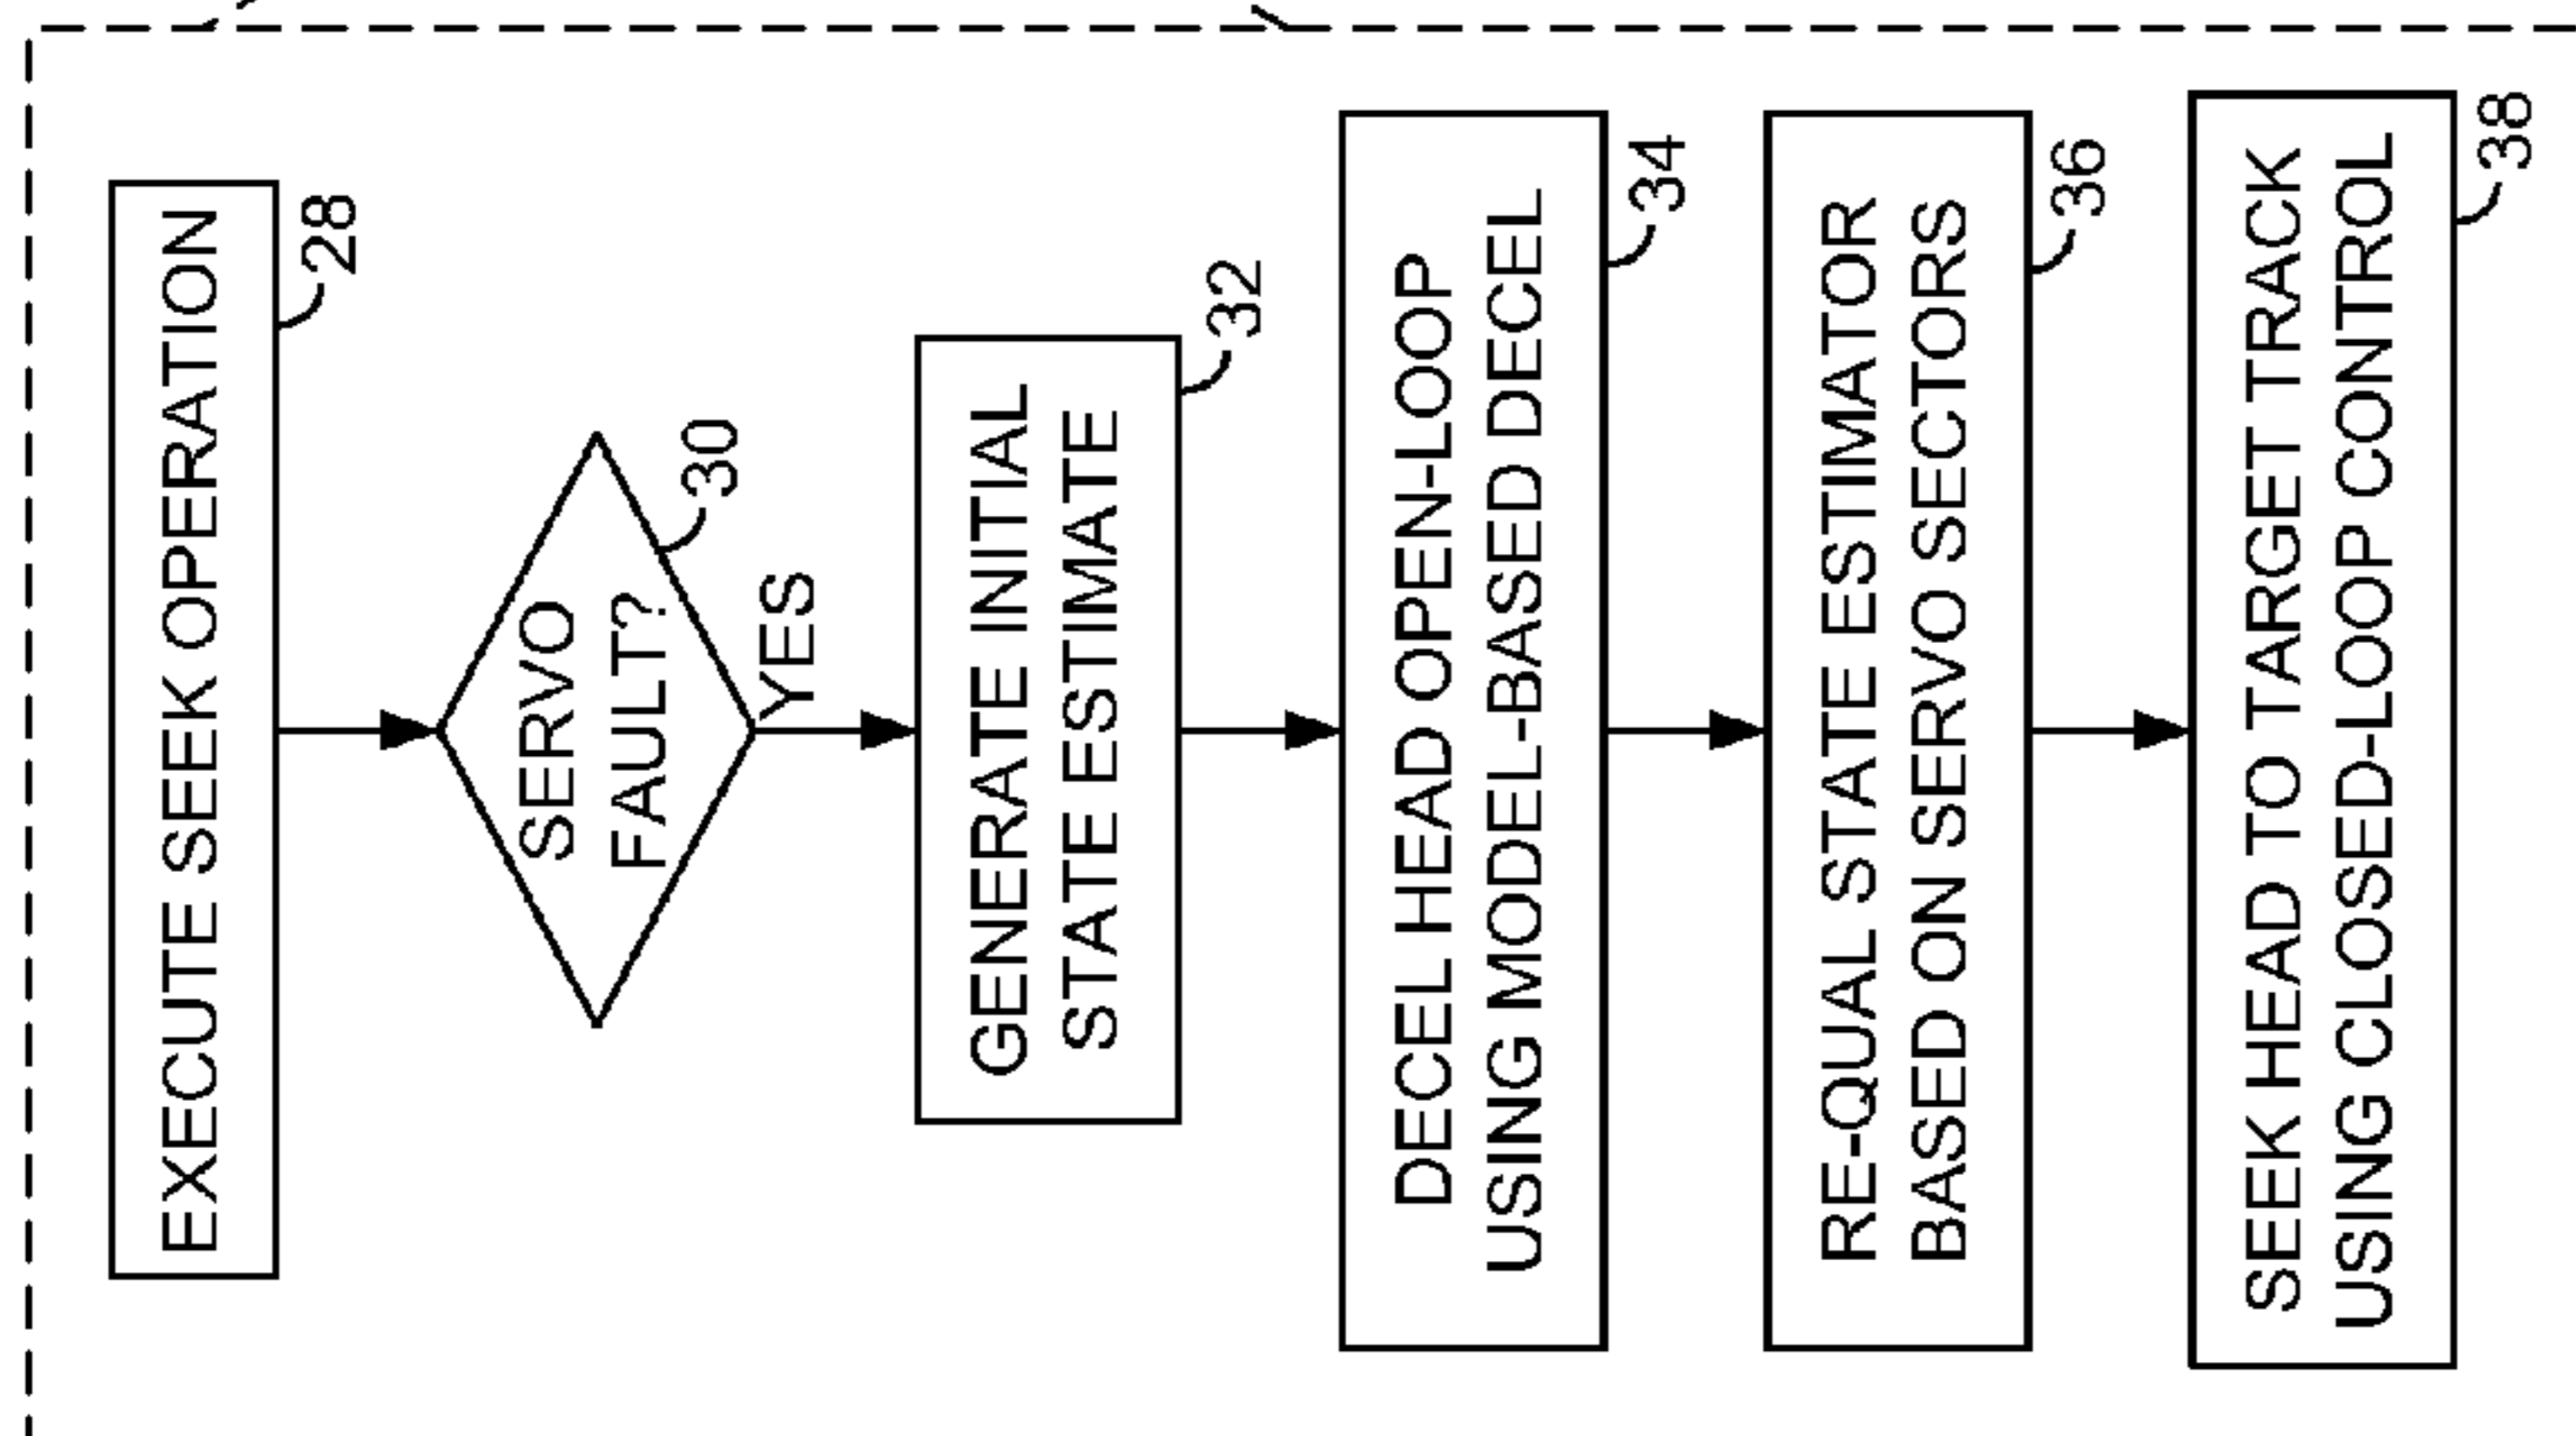 EXECUTE SEEK OPERATION
28
SERVO
FAULT?
30
YES
GENERATE INITIAL
STATE ESTIMATE
32
DECEL HEAD OPEN-LOOP
USING MODEL-BASED DECEL
34
RE-QUAL STATE ESTIMATOR
BASED ON SERVO SECTORS
36
SEEK HEAD TO TARGET TRACK
USING CLOSED-LOOP CONTROL
38